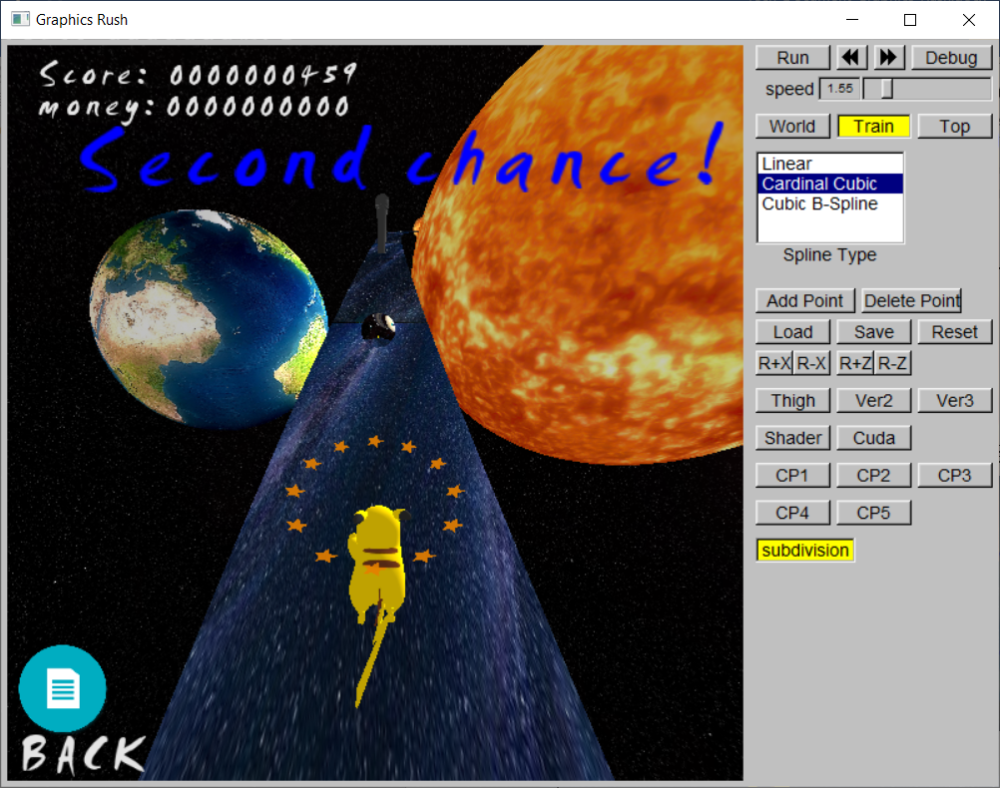 Graphics Rush
Score: 0000000459
money: 0000000000
Second chance!
BACK
Run Debug
speed 1.55
World Train Top
Linear
Cardinal Cubic
Cubic B-Spline
Spline Type
Add Point Delete Point
Load Save Reset
R+X R-X R+Z R-Z
Thigh Ver2 Ver3
Shader Cuda
CP1 CP2 CP3
CP4 CP5
subdivision